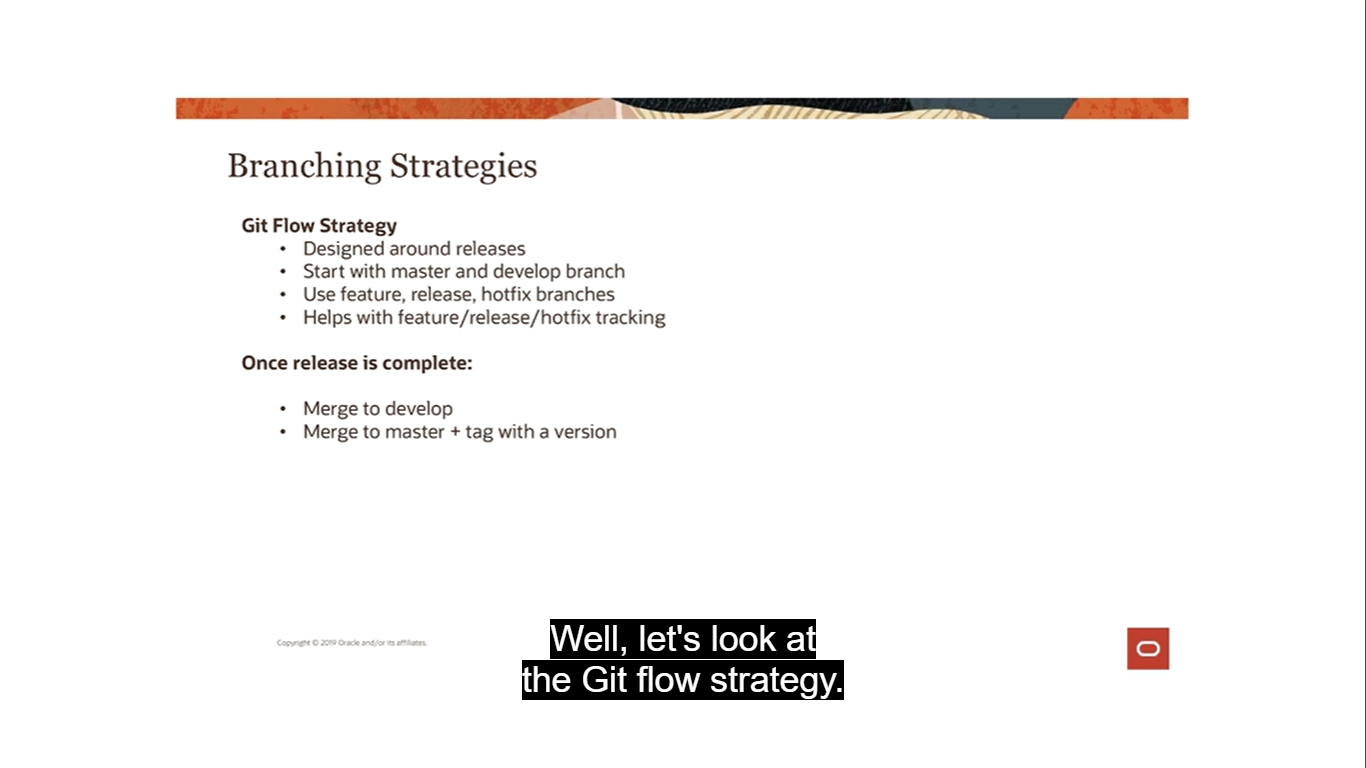 Branching Strategies
Git Flow Strategy
• Designed around releases
• Start with master and develop branch
• Use feature, release, hotfix branches
• Helps with feature/release/hotfix tracking
Once release is complete:
• Merge to develop
• Merge to master + tag with a version
Copyright © 2019 Oracle and/or its affiliates.
Well, let's look at
the Git flow strategy.